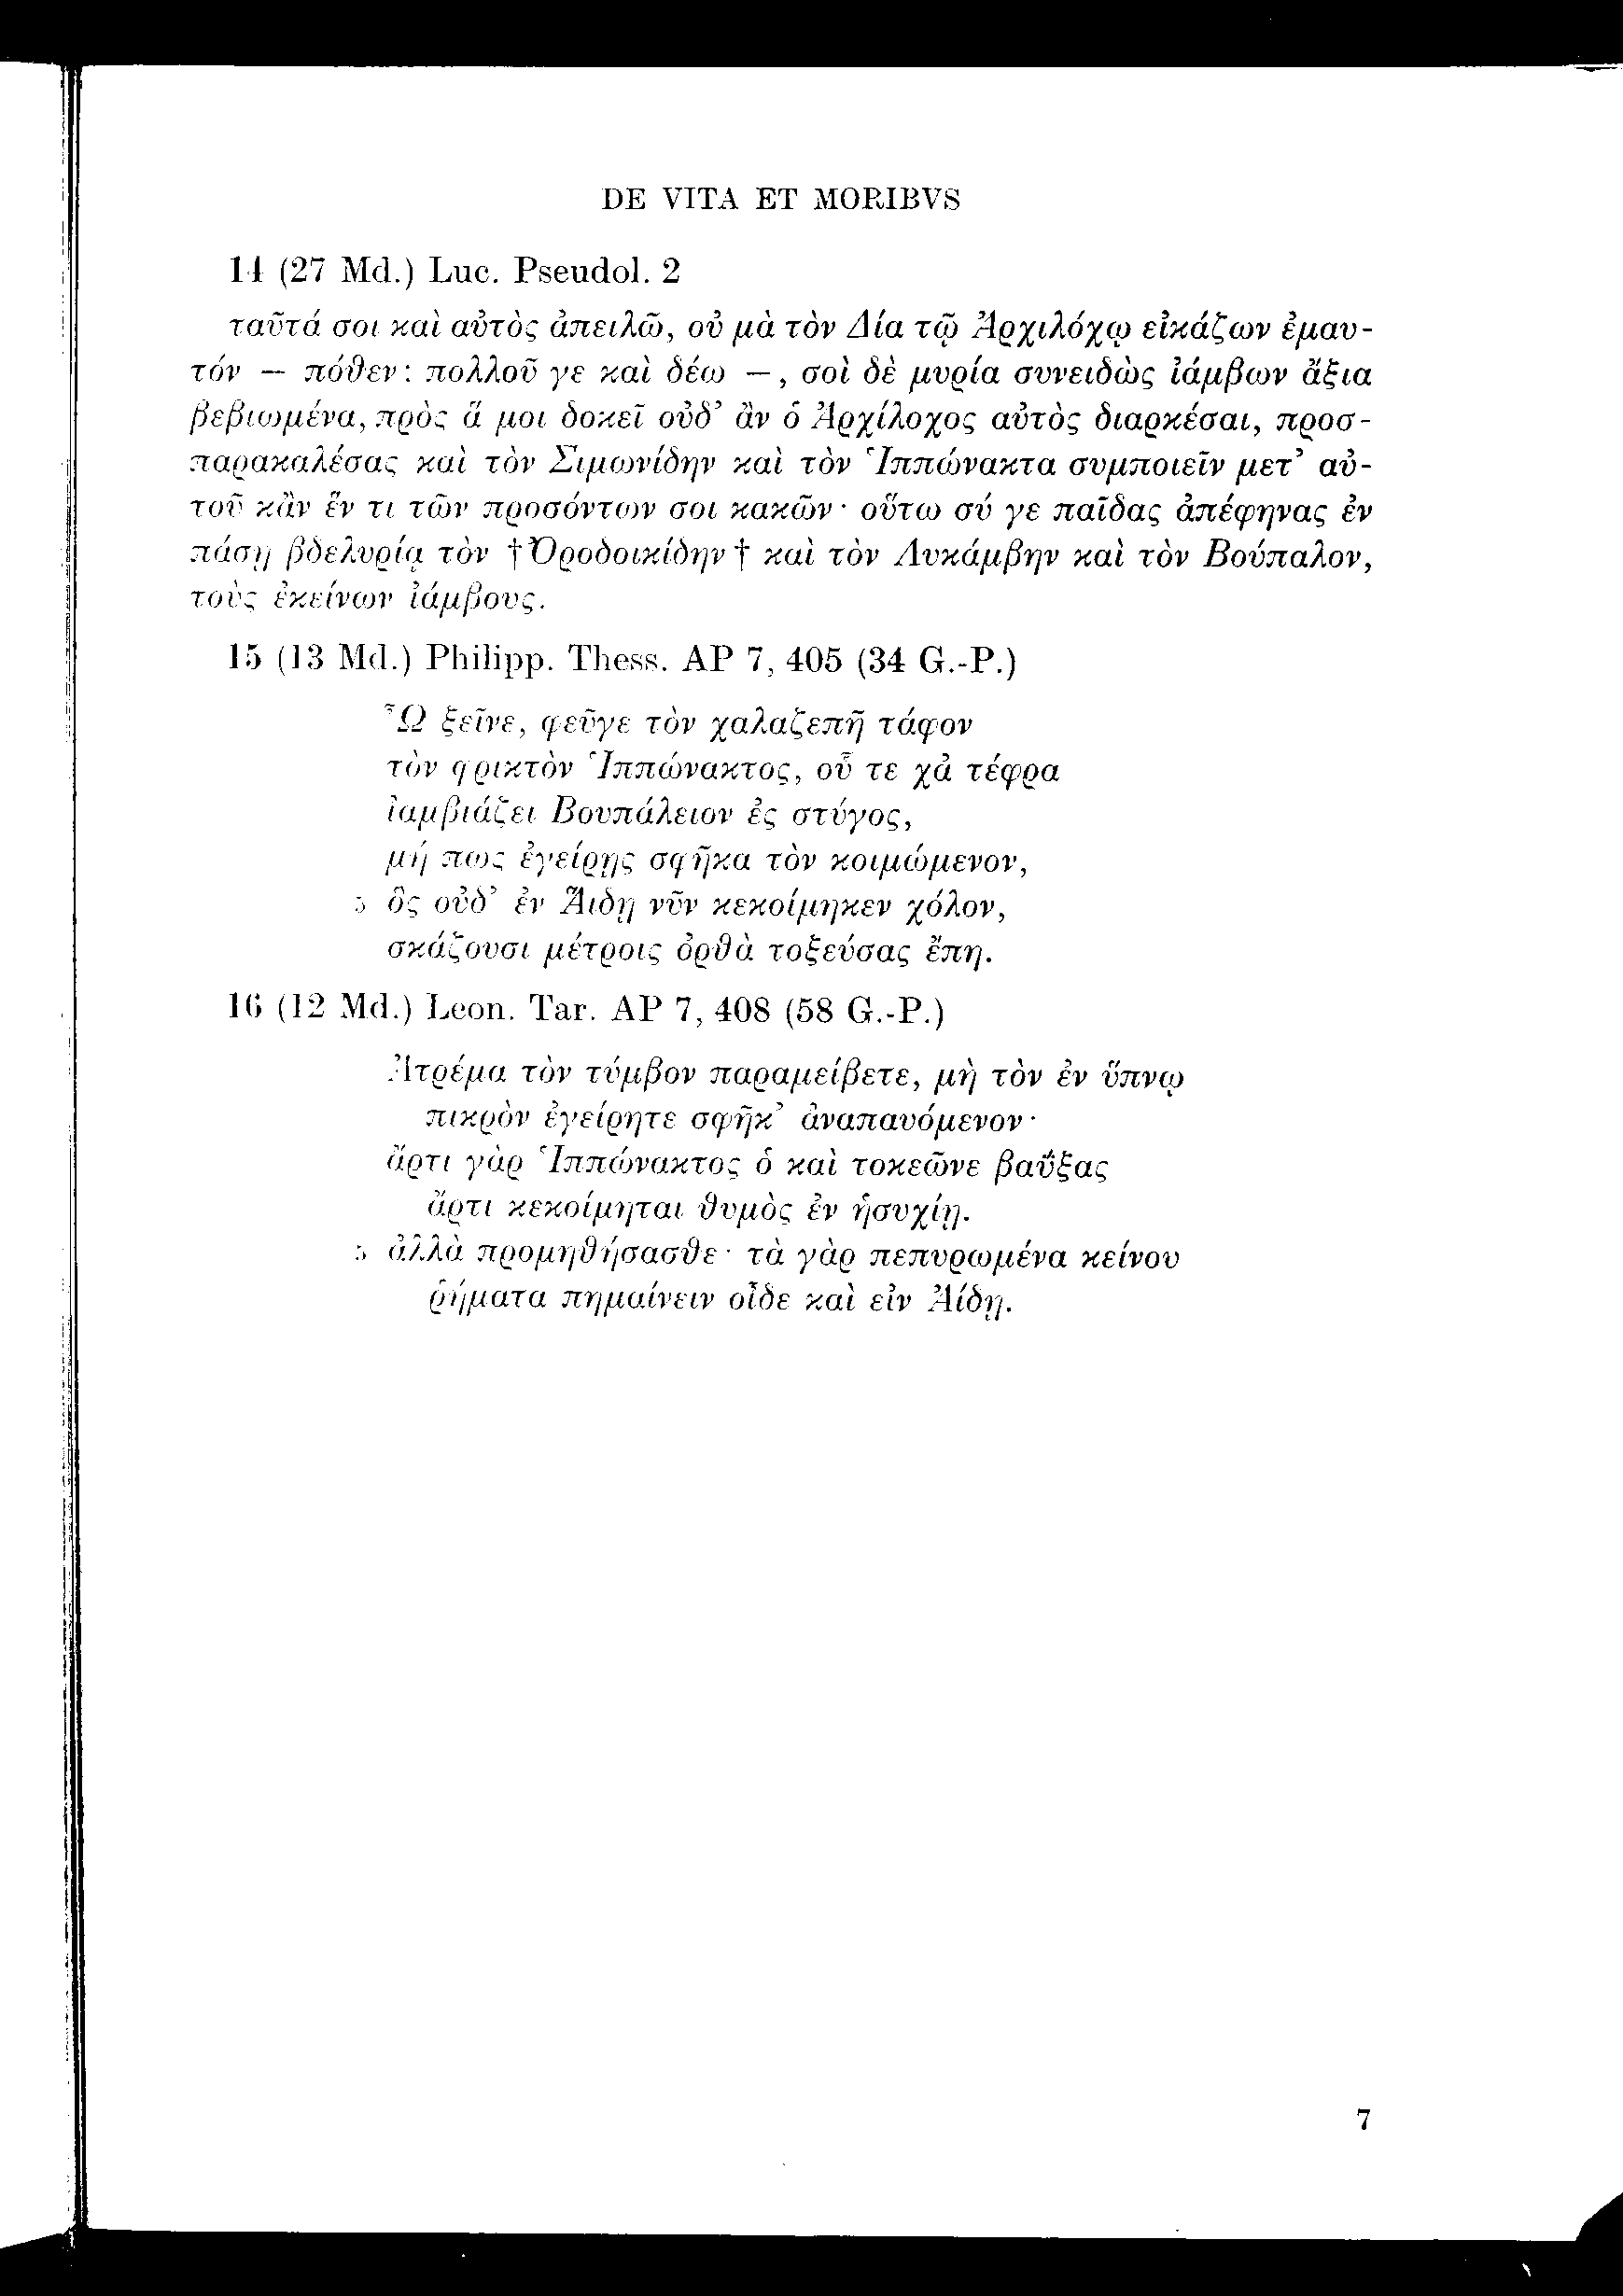 DE VITA ET MORIBVS
14 (27 Md.) Luc. Pseudol. 2
ταῦτά σοι καὶ αὐτὸς ἀπειλῶ, οὐ μὰ τὸν Δία τῷ Ἀρχιλόχῳ εἰκάζων ἐμαυ-
τόν — πόθεν; πολλοῦ γε καὶ δέω —, σοὶ δὲ μυρία συνειδὼς ἰάμβων ἄξια
βεβιωμένα, πρὸς ἅ μοι δοκεῖ οὐδ’ ἂν ὁ Ἀρχίλοχος αὐτὸς διαρκέσαι, προσ-
παρακαλέσας καὶ τὸν Σιμωνίδην καὶ τὸν Ἱππώνακτα συμποιεῖν μετ’ αὐ-
τοῦ κἂν ἕν τι τῶν προσόντων σοι κακῶν· οὕτω σύ γε παῖδας ἀπέφηνας ἐν
πάσῃ βδελυρίᾳ τὸν †Ὀροδοικίδην† καὶ τὸν Λυκάμβην καὶ τὸν Βούπαλον,
τοὺς ἐκείνων ἰάμβους.
15 (13 Md.) Philipp. Thess. AP 7, 405 (34 G.-P.)
Ὦ ξεῖνε, φεῦγε τὸν χαλαζεπῆ τάφον
τὸν φρικτὸν Ἱππώνακτος, οὗ τε χἀ τέφρα
ἰαμβιάζει Βουπάλειον ἐς στύγος,
μή πως ἐγείρῃς σφῆκα τὸν κοιμώμενον,
5 ὃς οὐδ’ ἐν Ἅιδῃ νῦν κεκοίμηκεν χόλον,
σκάζουσι μέτροις ὀρθὰ τοξεύσας ἔπη.
16 (12 Md.) Leon. Tar. AP 7, 408 (58 G.-P.)
Ἀτρέμα τὸν τύμβον παραμείβετε, μὴ τὸν ἐν ὕπνῳ
πικρὸν ἐγείρητε σφῆκ’ ἀναπαυόμενον·
ἄρτι γὰρ Ἱππώνακτος ὁ καὶ τοκεῶνε βαΰξας
ἄρτι κεκοίμηται θυμὸς ἐν ἡσυχίῃ.
5 ἀλλὰ προμηθήσασθε· τὰ γὰρ πεπυρωμένα κείνου
ῥήματα πημαίνειν οἶδε καὶ εἰν Ἀίδῃ.
7